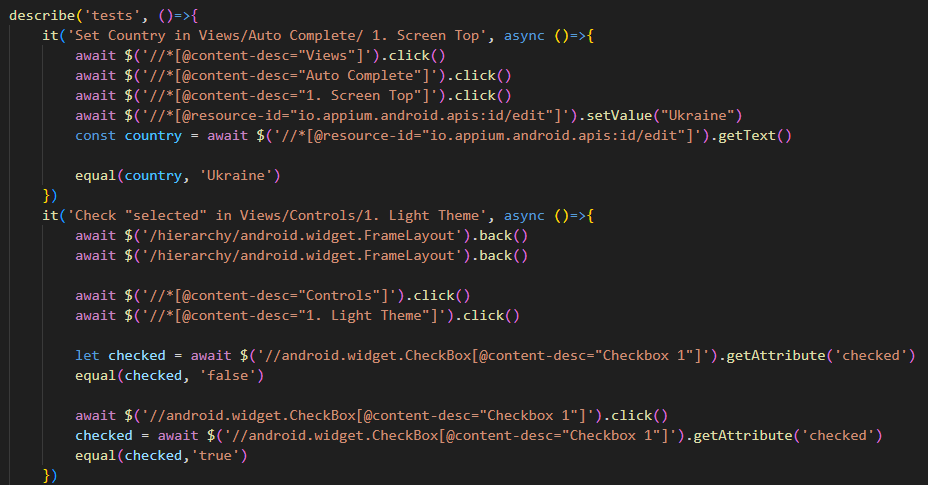 describe('tests', ()=>{
it('Set Country in Views/Auto Complete/ 1. Screen Top', async ()=>{
await $('//*[@content-desc="Views"]').click()
await $('//*[@content-desc="Auto Complete"]').click()
await $('//*[@content-desc="1. Screen Top"]').click()
await $('//*[@resource-id="io.appium.android.apis:id/edit"]').setValue("Ukraine")
const country = await $('//*[@resource-id="io.appium.android.apis:id/edit"]').getText()
equal(country, 'Ukraine')
})
it('Check "selected" in Views/Controls/1. Light Theme', async ()=>{
await $('/hierarchy/android.widget.FrameLayout').back()
await $('/hierarchy/android.widget.FrameLayout').back()
await $('//*[@content-desc="Controls"]').click()
await $('//*[@content-desc="1. Light Theme"]').click()
let checked = await $('//android.widget.CheckBox[@content-desc="Checkbox 1"]').getAttribute('checked')
equal(checked, 'false')
await $('//android.widget.CheckBox[@content-desc="Checkbox 1"]').click()
checked = await $('//android.widget.CheckBox[@content-desc="Checkbox 1"]').getAttribute('checked')
equal(checked,'true')
})